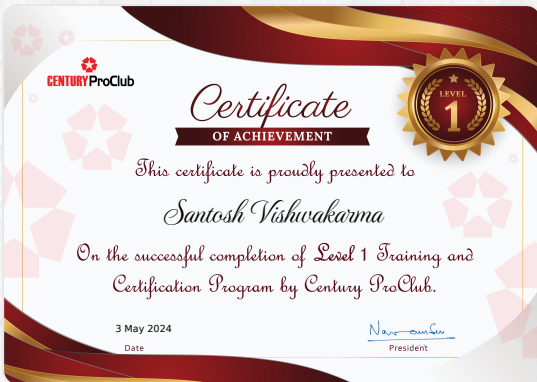 CENTURY ProClub
Certificate
OF ACHIEVEMENT
LEVEL
1
This certificate is proudly presented to
Santosh Vishwakarma
On the successful completion of Level 1 Training and
Certification Program by Century ProClub.
3 May 2024
Date
President